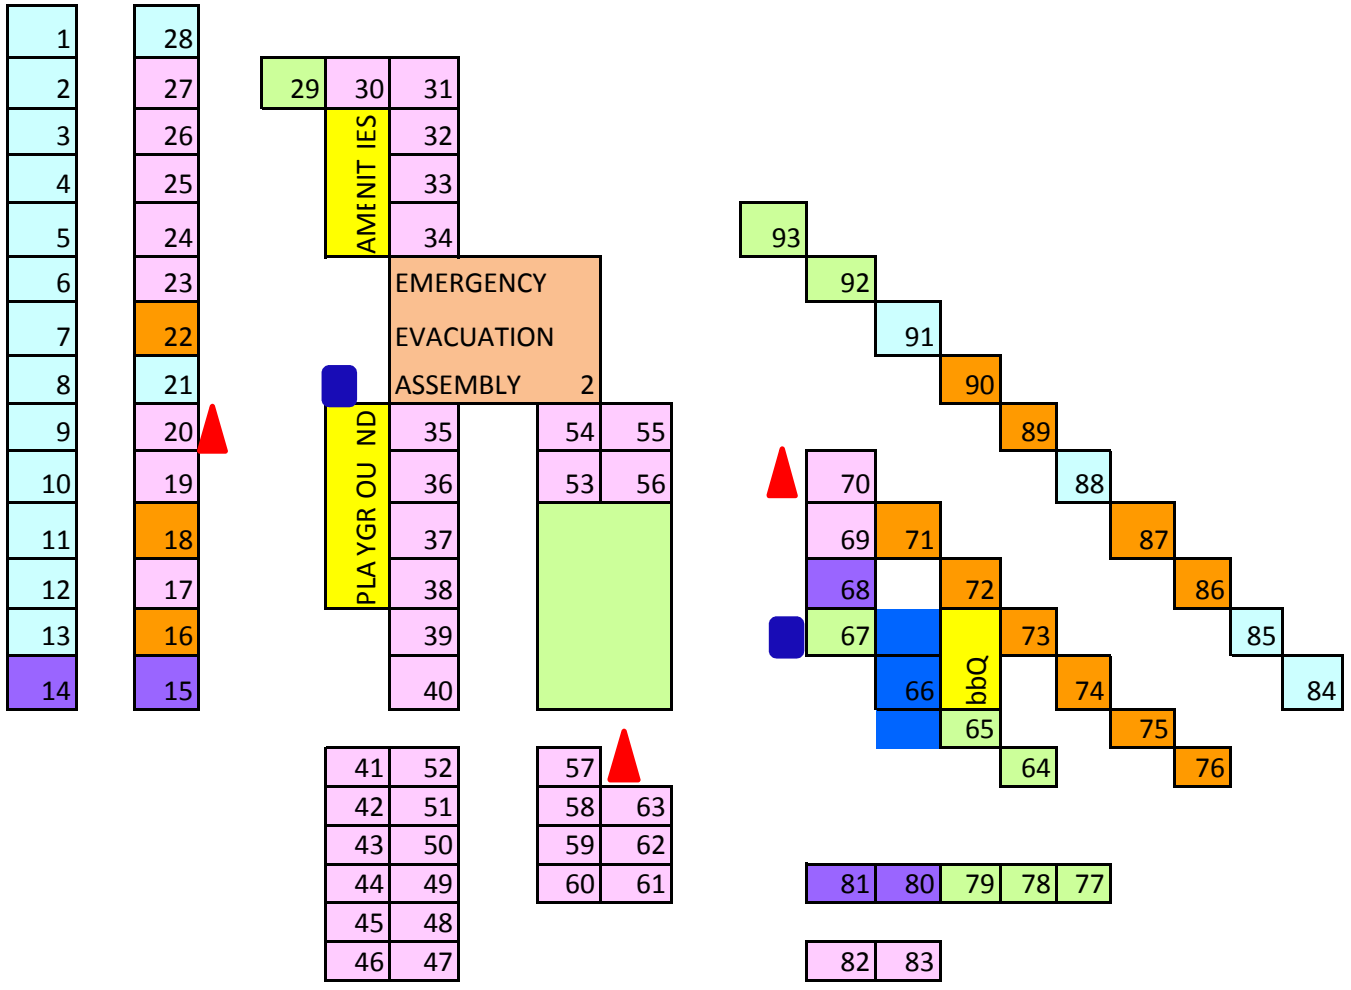 1 28
2 27 29 30 31
3 26 32
4 25 33
AMENIT IES
5 24 34 93
6 23 EMERGENCY 92
7 22 EVACUATION 91
8 21 ASSEMBLY 2 90
9 20 35 54 55 89
10 19 36 53 56 70 88
PLAYGR OU ND
11 18 37 69 71 87
12 17 38 68 72 86
13 16 39 67 73 85
14 15 40 66 bbQ 74 84
65 75
41 52 57 64 76
42 51 58 63
43 50 59 62
44 49 60 61 81 80 79 78 77
45 48
46 47 82 83